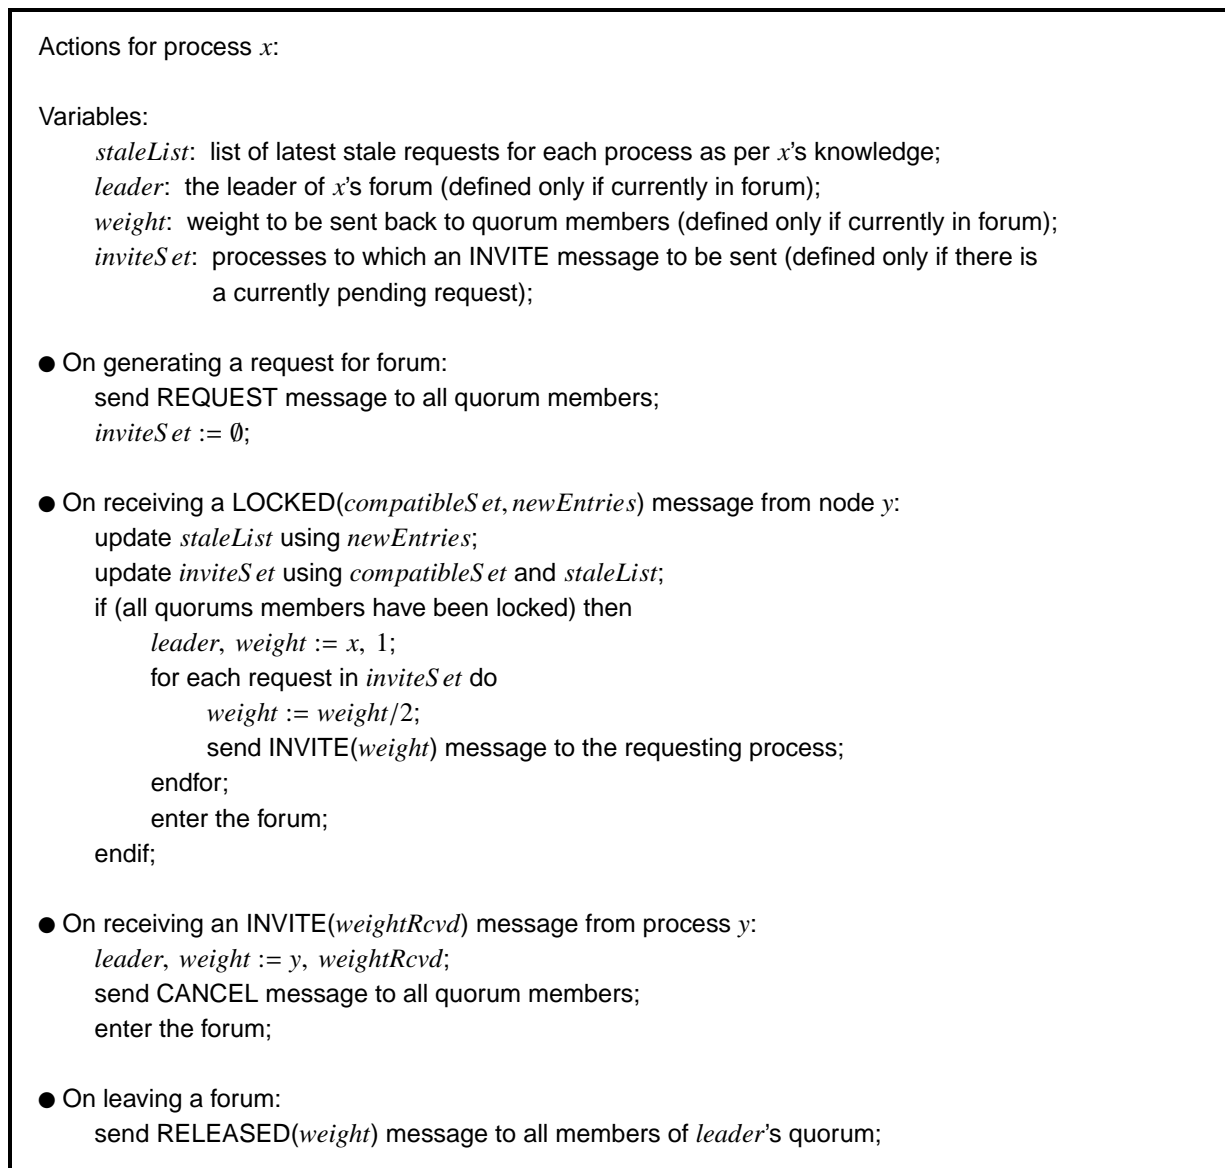 Actions for process x:
Variables:
staleList: list of latest stale requests for each process as per x's knowledge;
leader: the leader of x's forum (defined only if currently in forum);
weight: weight to be sent back to quorum members (defined only if currently in forum);
inviteSet: processes to which an INVITE message to be sent (defined only if there is
a currently pending request);
● On generating a request for forum:
send REQUEST message to all quorum members;
inviteSet := ∅;
● On receiving a LOCKED(compatibleSet, newEntries) message from node y:
update staleList using newEntries;
update inviteSet using compatibleSet and staleList;
if (all quorums members have been locked) then
leader, weight := x, 1;
for each request in inviteSet do
weight := weight/2;
send INVITE(weight) message to the requesting process;
endfor;
enter the forum;
endif;
● On receiving an INVITE(weightRcvd) message from process y:
leader, weight := y, weightRcvd;
send CANCEL message to all quorum members;
enter the forum;
● On leaving a forum:
send RELEASED(weight) message to all members of leader's quorum;